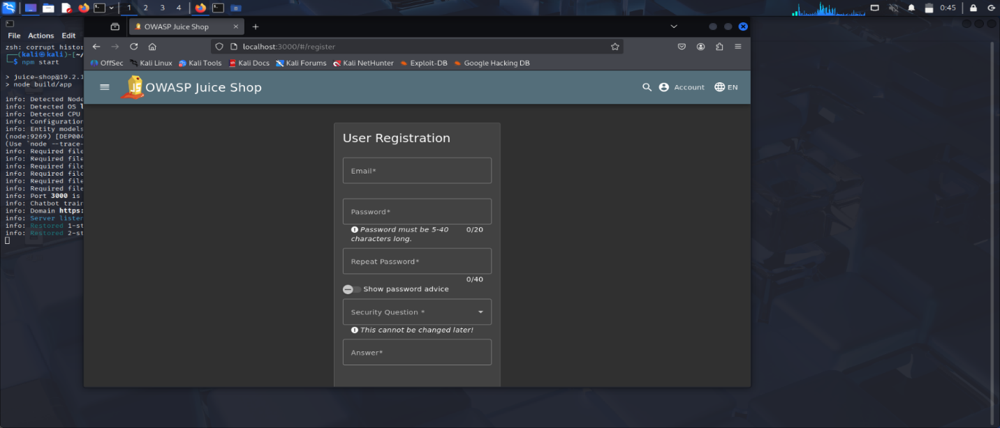 1 2 3 4 0:45
OWASP Juice Shop
File Actions Edit
localhost:3000/#/register
OffSec Kali Linux Kali Tools Kali Docs Kali Forums Kali NetHunter Exploit-DB Google Hacking DB
zsh: corrupt histor
(kali㉿kali)-[~/
$ npm start
> juice-shop@19.2.1
> node build/app
info: Detected Node
info: Detected OS l
info: Detected CPU
info: Configuration
info: Entity models
(node:9269) [DEP004
(Use `node --trace-
info: Required file
info: Required file
info: Required file
info: Required file
info: Required file
info: Required file
info: Port 3000 is
info: Chatbot train
info: Domain https:
info: Server listen
info: Restored 1-st
info: Restored 2-st
OWASP Juice Shop Account EN
User Registration
Email*
Password*
Password must be 5-40 0/20
characters long.
Repeat Password*
0/40
Show password advice
Security Question *
This cannot be changed later!
Answer*